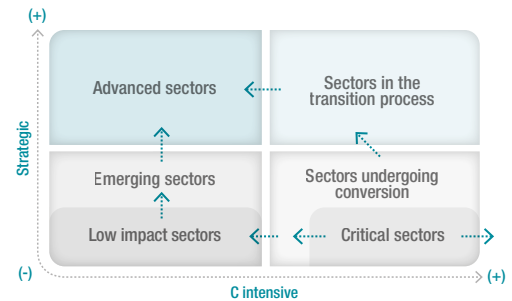 (+)
Strategic
Advanced sectors
Sectors in the
transition process
Emerging sectors
Sectors undergoing
conversion
Low impact sectors
Critical sectors
(-)
(+)
C intensive